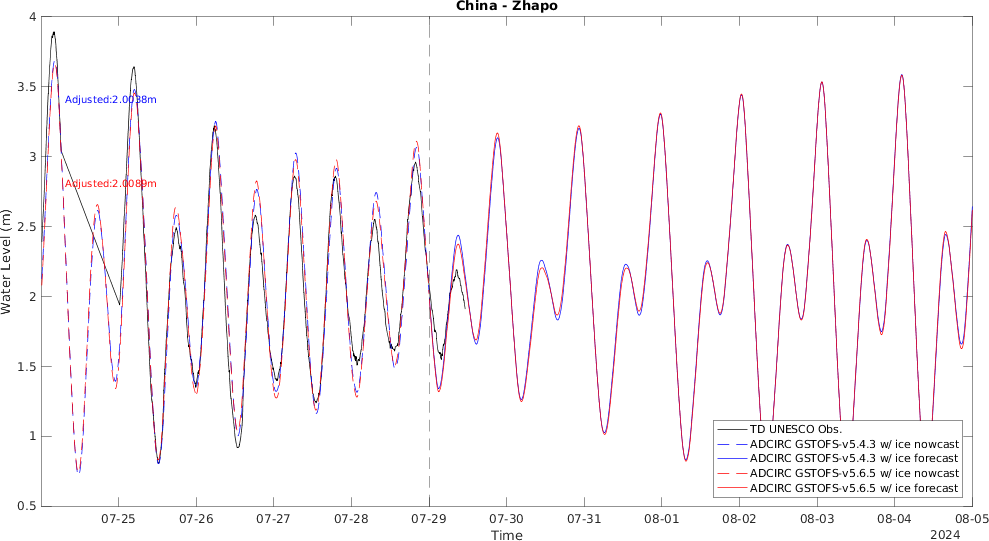 China - Zhapo
4
3.5
3
2.5
2
1.5
1
0.5
Water Level (m)
Adjusted:2.0038m
Adjusted:2.0089m
TD UNESCO Obs.
ADCIRC GSTOFS-v5.4.3 w/ ice nowcast
ADCIRC GSTOFS-v5.4.3 w/ ice forecast
ADCIRC GSTOFS-v5.6.5 w/ ice nowcast
ADCIRC GSTOFS-v5.6.5 w/ ice forecast
07-25 07-26 07-27 07-28 07-29 07-30 07-31 08-01 08-02 08-03 08-04 08-05
Time
2024